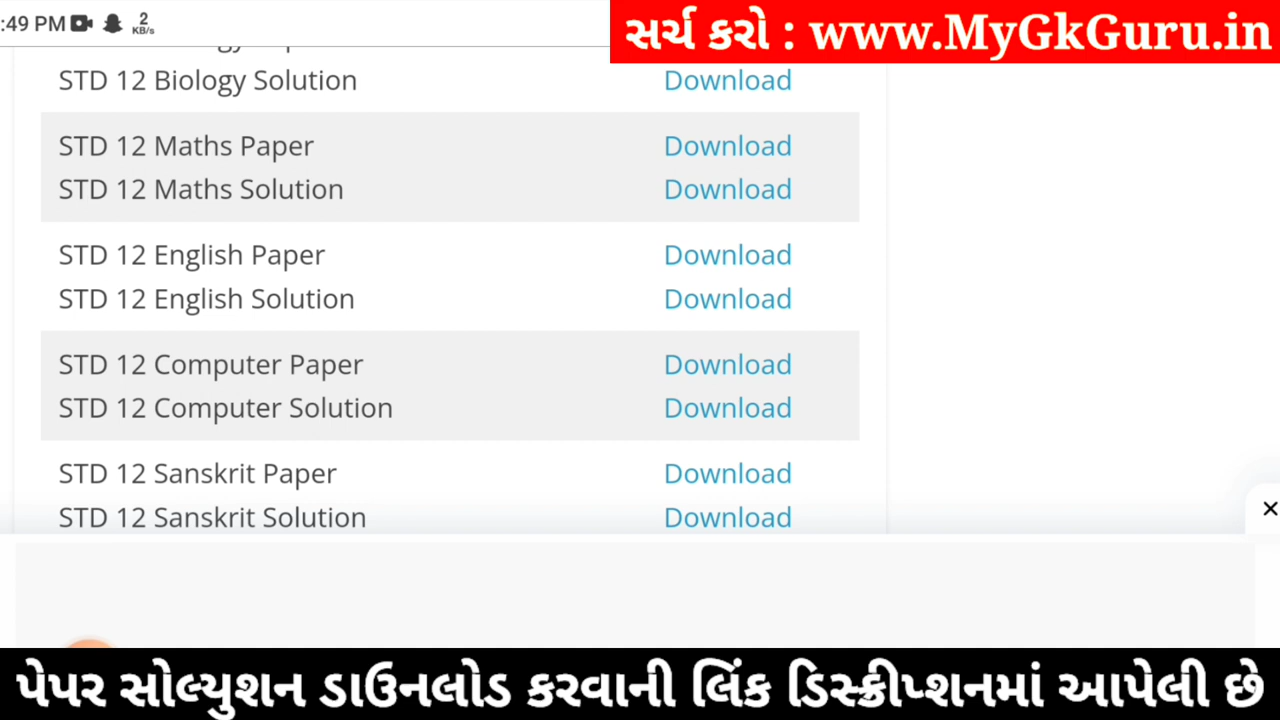 :49 PM 2 KB/s
સર્ચ કરો : www.MyGkGuru.in
STD 12 Biology Solution Download
STD 12 Maths Paper Download
STD 12 Maths Solution Download
STD 12 English Paper Download
STD 12 English Solution Download
STD 12 Computer Paper Download
STD 12 Computer Solution Download
STD 12 Sanskrit Paper Download
STD 12 Sanskrit Solution Download
પેપર સોલ્યુશન ડાઉનલોડ કરવાની લિંક ડિસ્ક્રીપ્શનમાં આપેલી છે